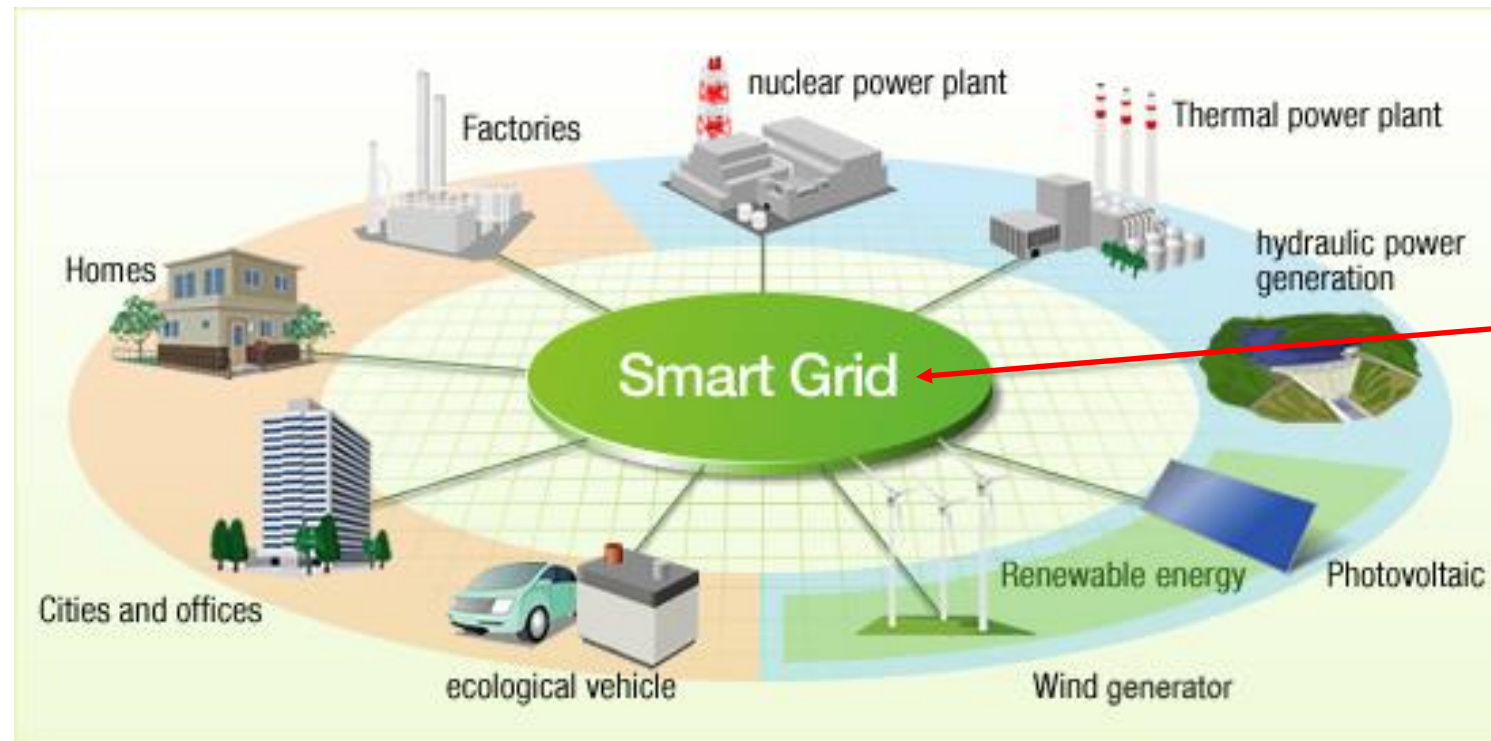 nuclear power plant
Factories
Thermal power plant
Homes
hydraulic power
generation
Smart Grid
Renewable energy
Photovoltaic
Cities and offices
ecological vehicle
Wind generator